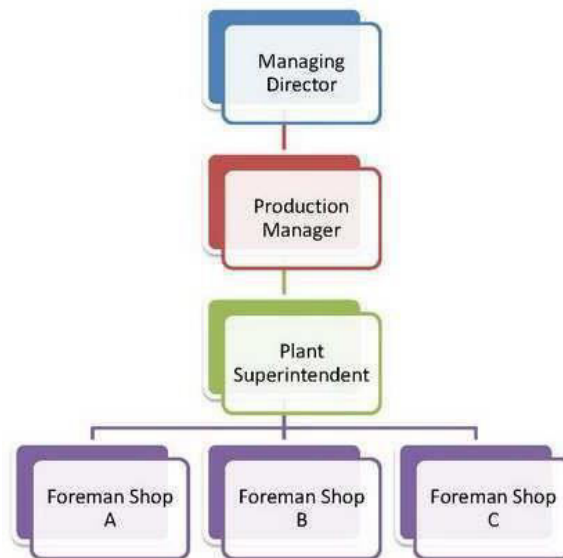 Managing
Director
Production
Manager
Plant
Superintendent
Foreman Shop
A
Foreman Shop
B
Foreman Shop
C